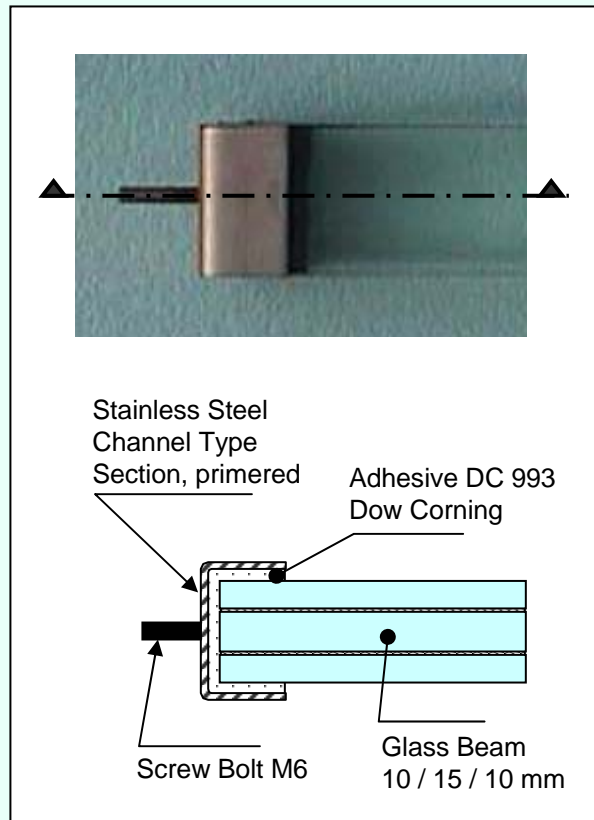 Stainless Steel
Channel Type
Section, primered
Adhesive DC 993
Dow Corning
Screw Bolt M6
Glass Beam
10 / 15 / 10 mm